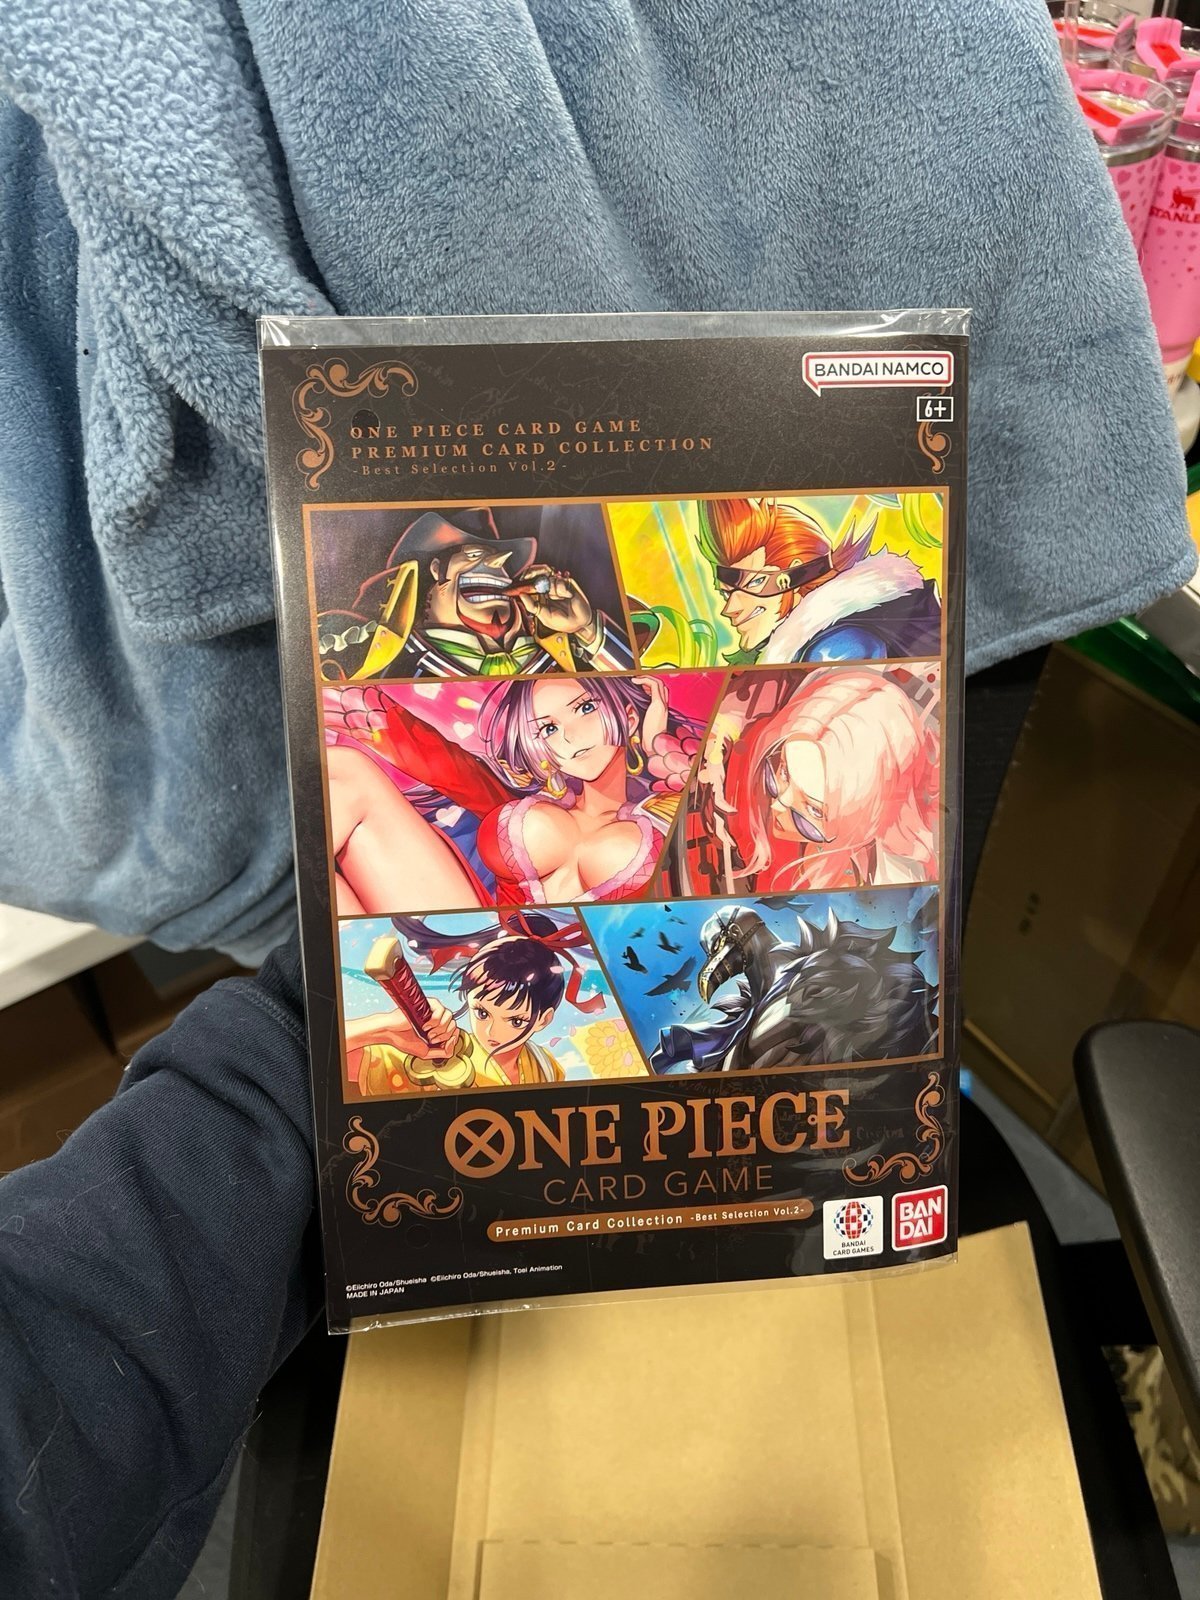 STANLE
BANDAI NAMCO
6+
ONE PIECE CARD GAME
PREMIUM CARD COLLECTION
-Best Selection Vol.2-
ONE PIECE
CARD GAME
Premium Card Collection -Best Selection Vol.2-
BANDAI
CARD GAMES
BAN
DAI
©Eiichiro Oda/Shueisha ©Eiichiro Oda/Shueisha, Toei Animation
MADE IN JAPAN